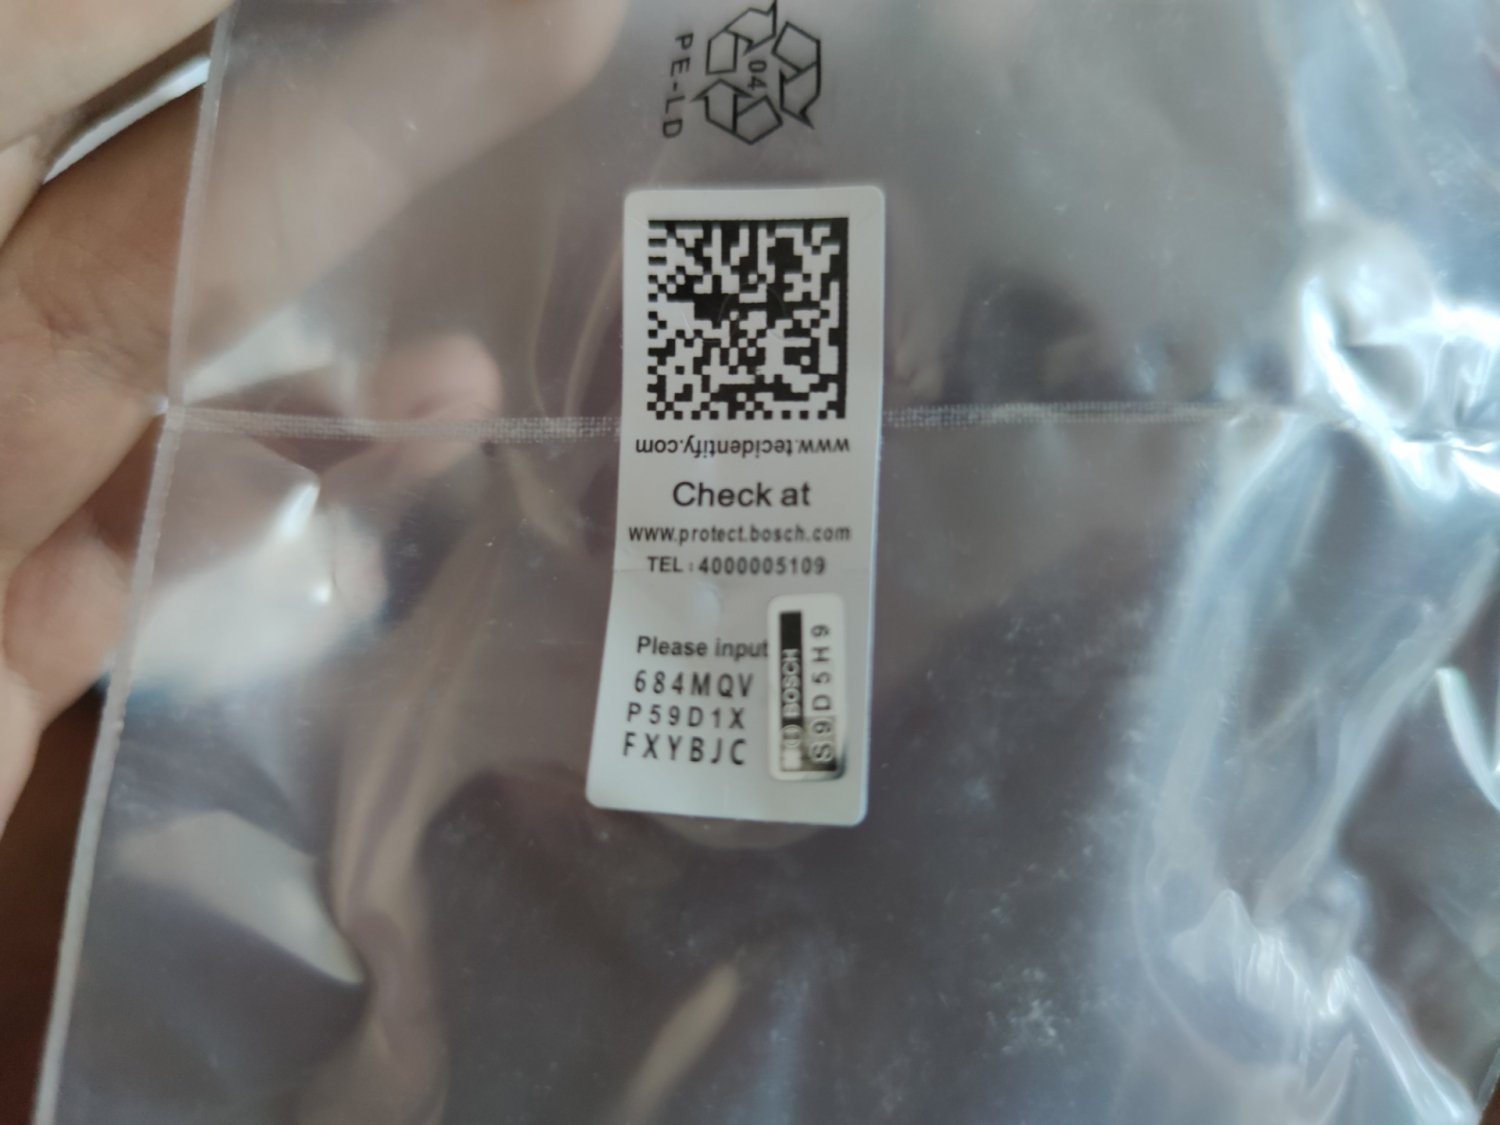 04
PE-LD
www.tecidentify.com
Check at
www.protect.bosch.com
TEL:4000005109
Please input
684MQV
P59D1X
FXYBJC
BOSCH
S9D5H9